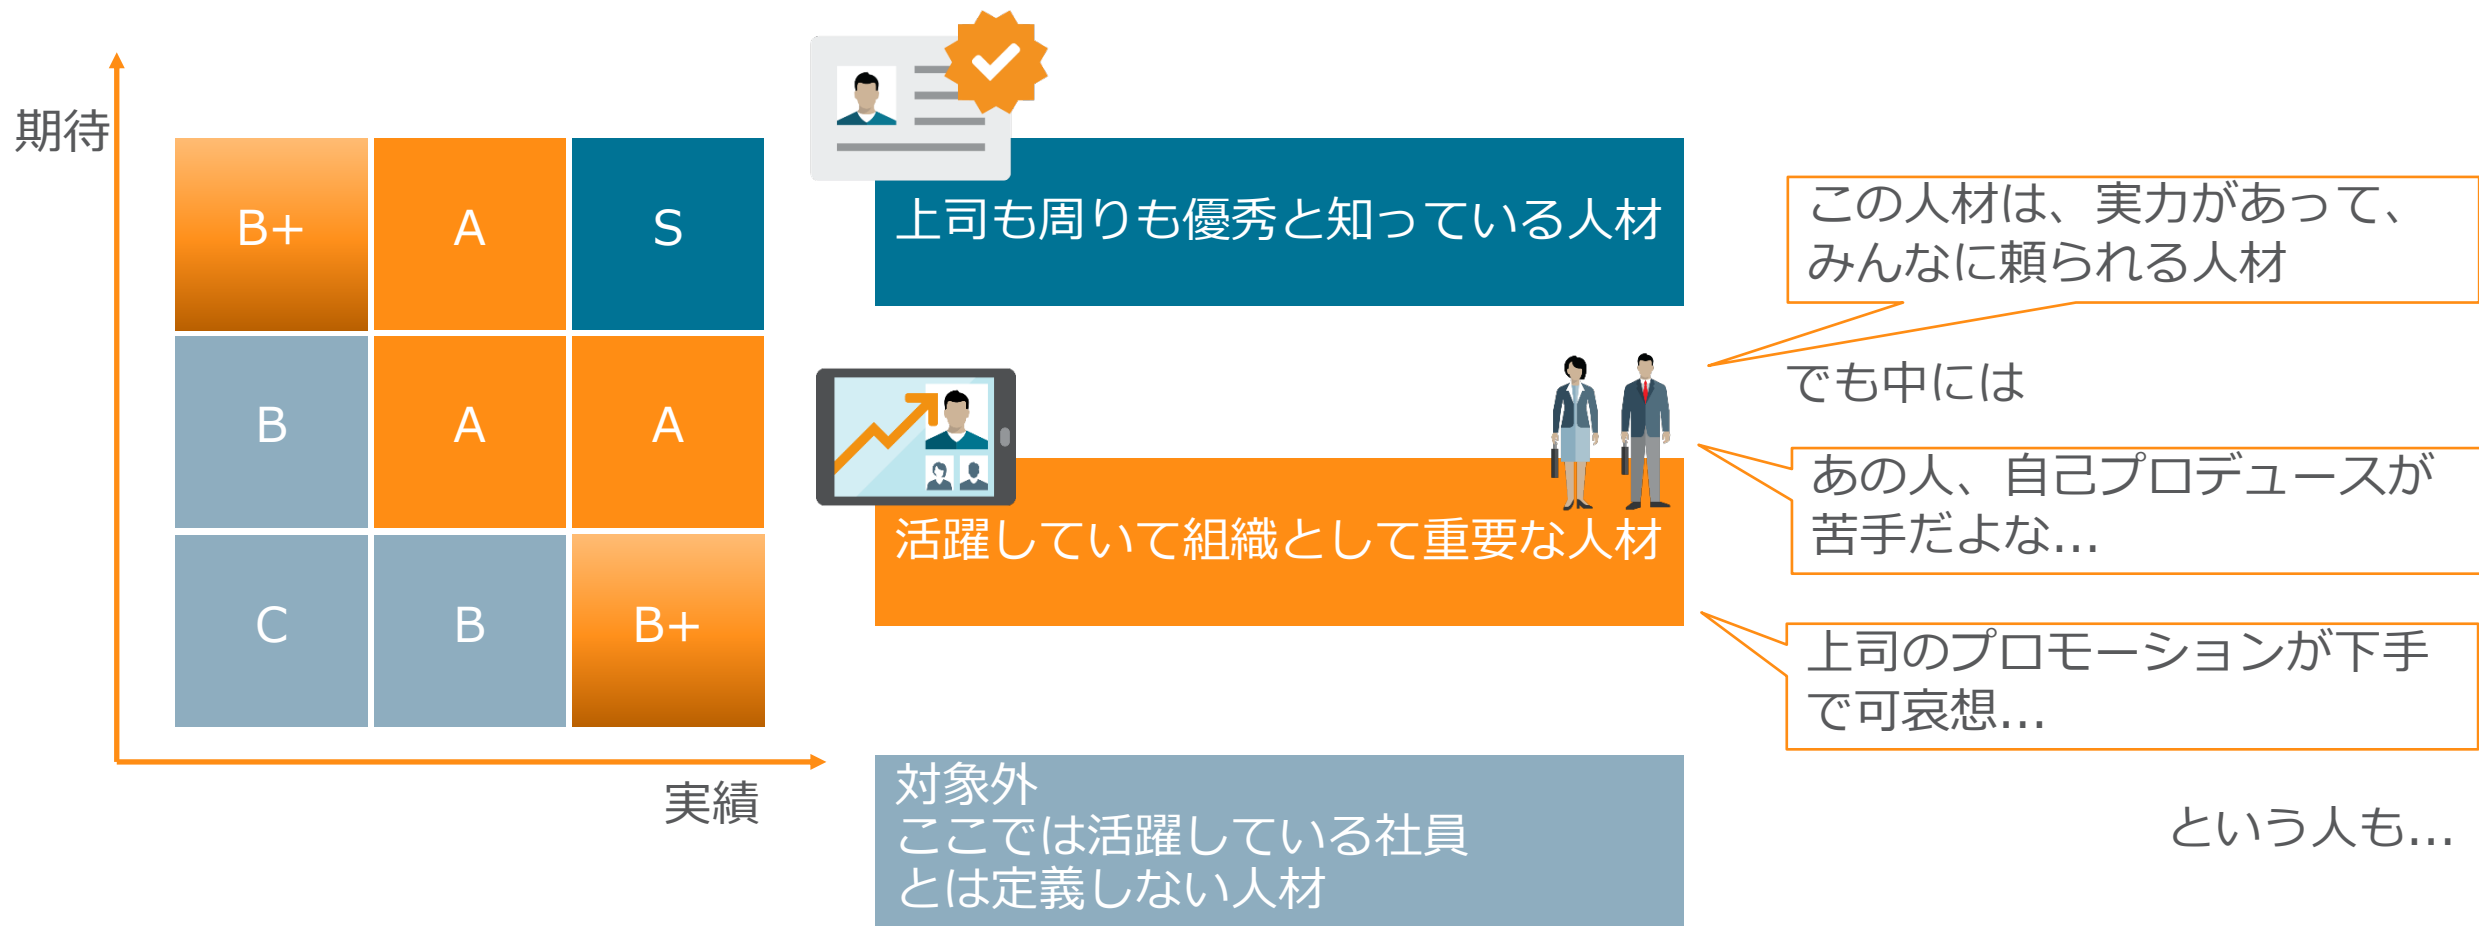 期待
B+
A
S
B
A
A
C
B
B+
実績
上司も周りも優秀と知っている人材
活躍していて組織として重要な人材
対象外
ここでは活躍している社員
とは定義しない人材
この人材は、実力があって、
みんなに頼られる人材
でも中には
あの人、自己プロデュースが
苦手だよな…
上司のプロモーションが下手
で可哀想…
という人も…